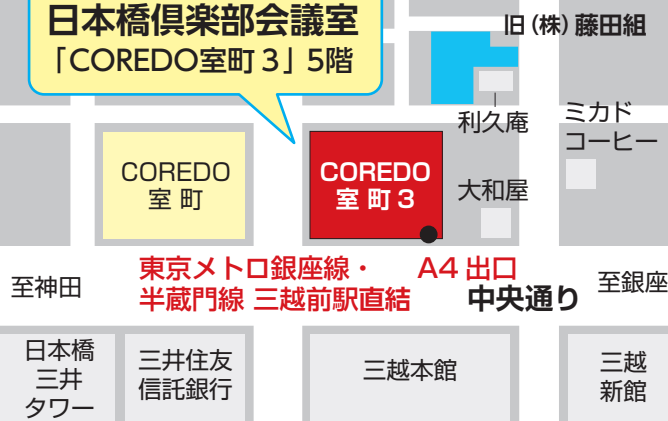 日本橋倶楽部会議室
「COREDO室町3」5階
旧(株)藤田組
利久庵
ミカド
コーヒー
COREDO
室町
COREDO
室町3
大和屋
東京メトロ銀座線・ A4出口
半蔵門線 三越前駅直結
至神田
中央通り
至銀座
日本橋
三井
タワー
三井住友
信託銀行
三越本館
三越
新館